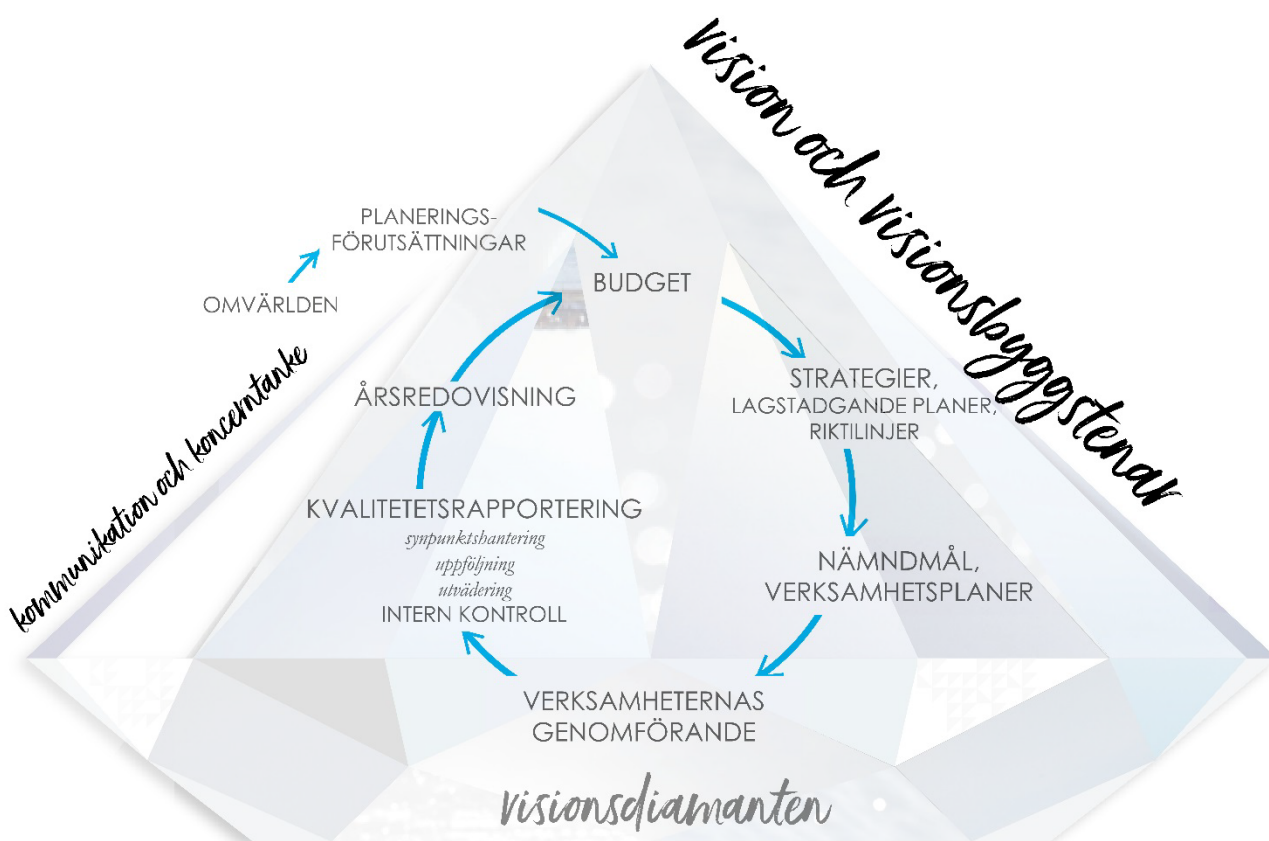 vision och visionsbyggstenar
PLANERINGS-
FÖRUTSÄTTNINGAR
OMVÄRLDEN
kommunikation och koncerntanke
BUDGET
STRATEGIER,
LAGSTADGANDE PLANER,
RIKTILINJER
NÄMNDMÅL,
VERKSAMHETSPLANER
VERKSAMHETERNAS
GENOMFÖRANDE
KVALITETETSRAPPORTERING
synpunktshantering
uppföljning
utvädering
INTERN KONTROLL
ÅRSREDOVISNING
visionsdiamanten